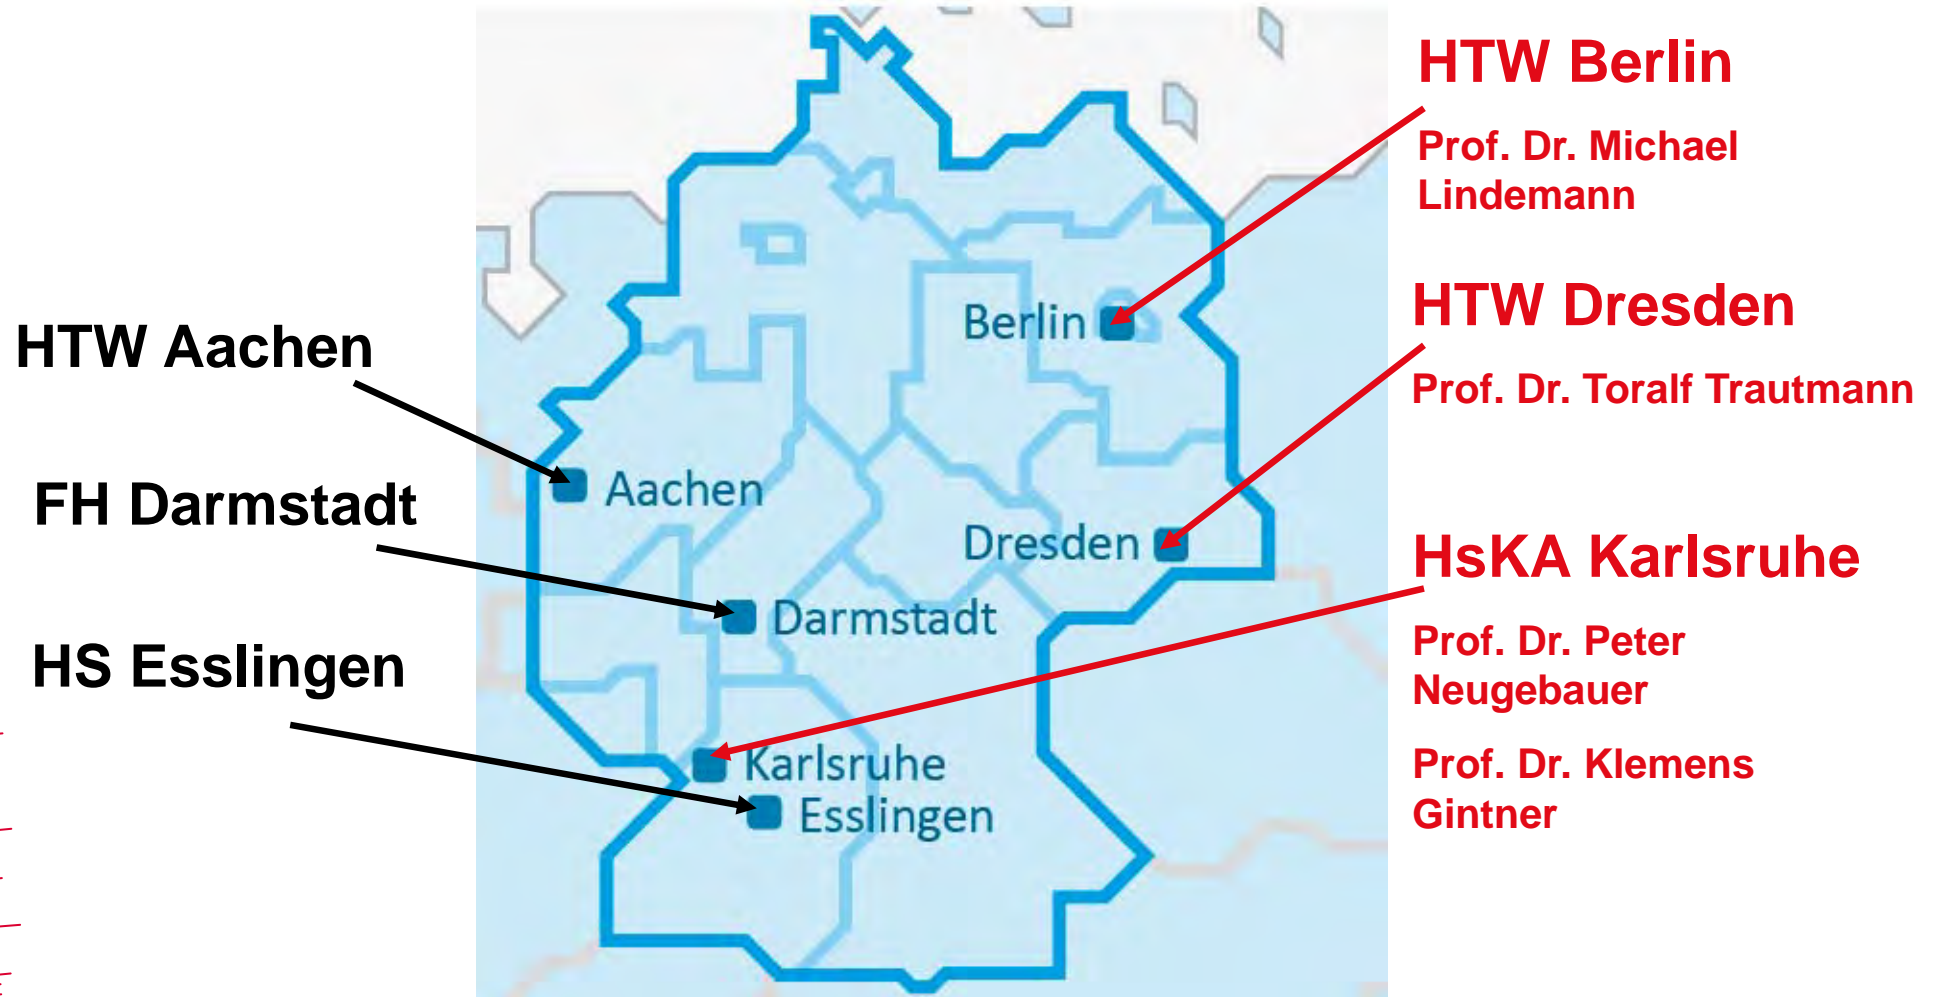 HTW Aachen
FH Darmstadt
HS Esslingen
Berlin
Aachen
Dresden
Darmstadt
Karlsruhe
Esslingen
HTW Berlin
Prof. Dr. Michael
Lindemann
HTW Dresden
Prof. Dr. Toralf Trautmann
HsKA Karlsruhe
Prof. Dr. Peter
Neugebauer
Prof. Dr. Klemens
Gintner